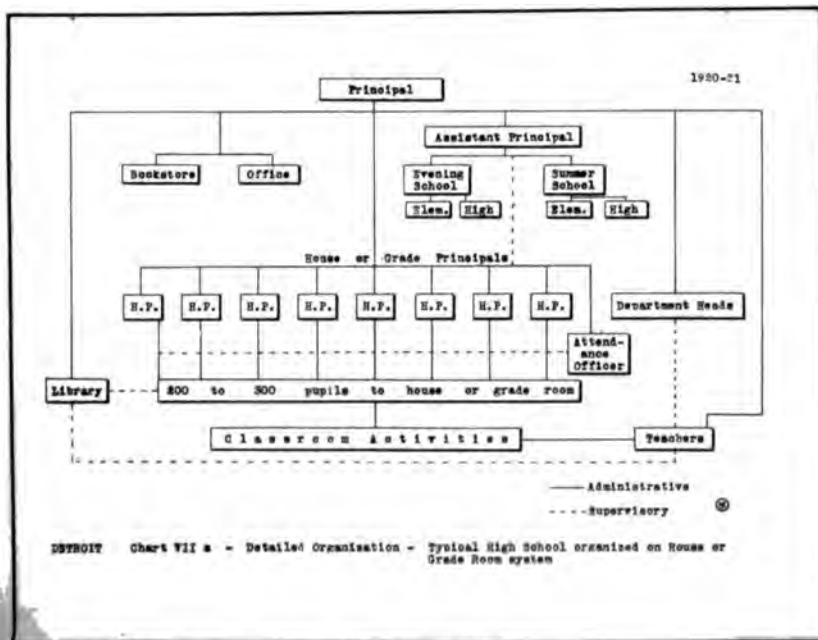 1920-21
Principal
Assistant Principal
Bookstore
Office
Evening School
Summer School
Elem.
High
Elem.
High
House or Grade Principals
H.P.
H.P.
H.P.
H.P.
H.P.
H.P.
H.P.
H.P.
Department Heads
Attend-
ance
Officer
Library
200 to 300 pupils to house or grade room
Classroom Activities
Teachers
Administrative
Supervisory
DETROIT Chart VII a - Detailed Organization - Typical High School organized on House or
Grade Room system